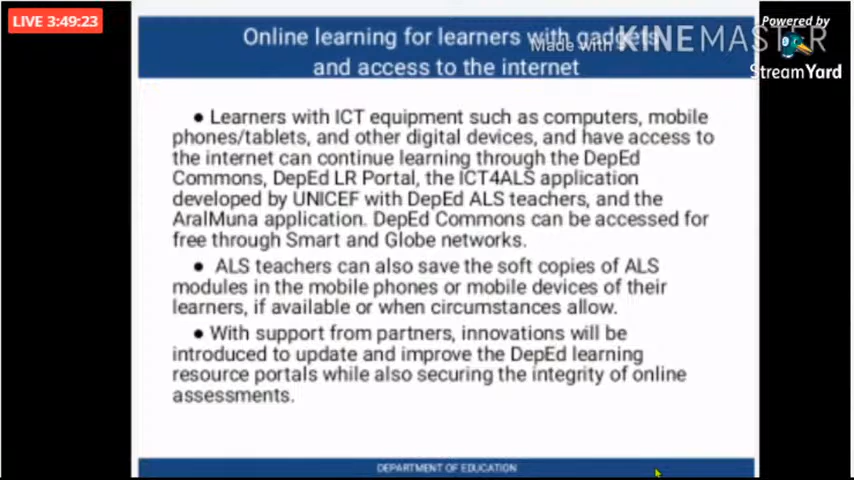 LIVE 3:49:23
Powered by
StreamYard
Made with KINEMASTER
Online learning for learners with gadgets
and access to the internet
● Learners with ICT equipment such as computers, mobile
phones/tablets, and other digital devices, and have access to
the internet can continue learning through the DepEd
Commons, DepEd LR Portal, the ICT4ALS application
developed by UNICEF with DepEd ALS teachers, and the
AralMuna application. DepEd Commons can be accessed for
free through Smart and Globe networks.
● ALS teachers can also save the soft copies of ALS
modules in the mobile phones or mobile devices of their
learners, if available or when circumstances allow.
● With support from partners, innovations will be
introduced to update and improve the DepEd learning
resource portals while also securing the integrity of online
assessments.
DEPARTMENT OF EDUCATION